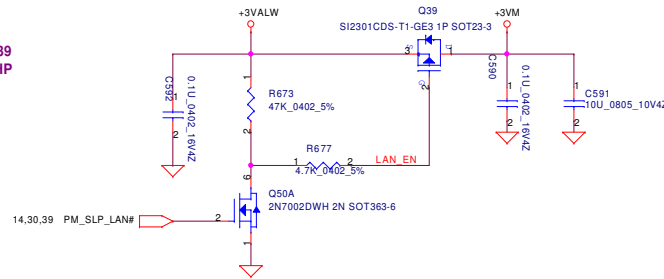 Q39
+3VALW
SI2301CDS-T1-GE3 1P SOT23-3
+3VM
39
HP
3
1
2
C592
0.1U_0402_16V4Z
1
2
1
R673
47K_0402_5%
2
C590
0.1U_0402_16V4Z
1
2
C591
10U_0805_10V4Z
1
2
R677
1
2
LAN_EN
4.7K_0402_5%
6
Q50A
2N7002DWH 2N SOT363-6
14,30,39 PM_SLP_LAN#
2
1